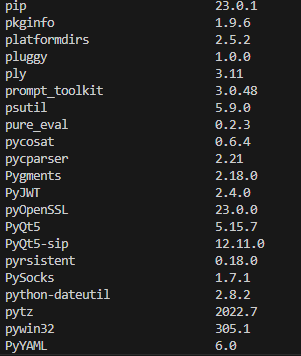 pip 23.0.1
pkginfo 1.9.6
platformdirs 2.5.2
pluggy 1.0.0
ply 3.11
prompt_toolkit 3.0.48
psutil 5.9.0
pure_eval 0.2.3
pycosat 0.6.4
pycparser 2.21
Pygments 2.18.0
PyJWT 2.4.0
pyOpenSSL 23.0.0
PyQt5 5.15.7
PyQt5-sip 12.11.0
pyrsistent 0.18.0
PySocks 1.7.1
python-dateutil 2.8.2
pytz 2022.7
pywin32 305.1
PyYAML 6.0